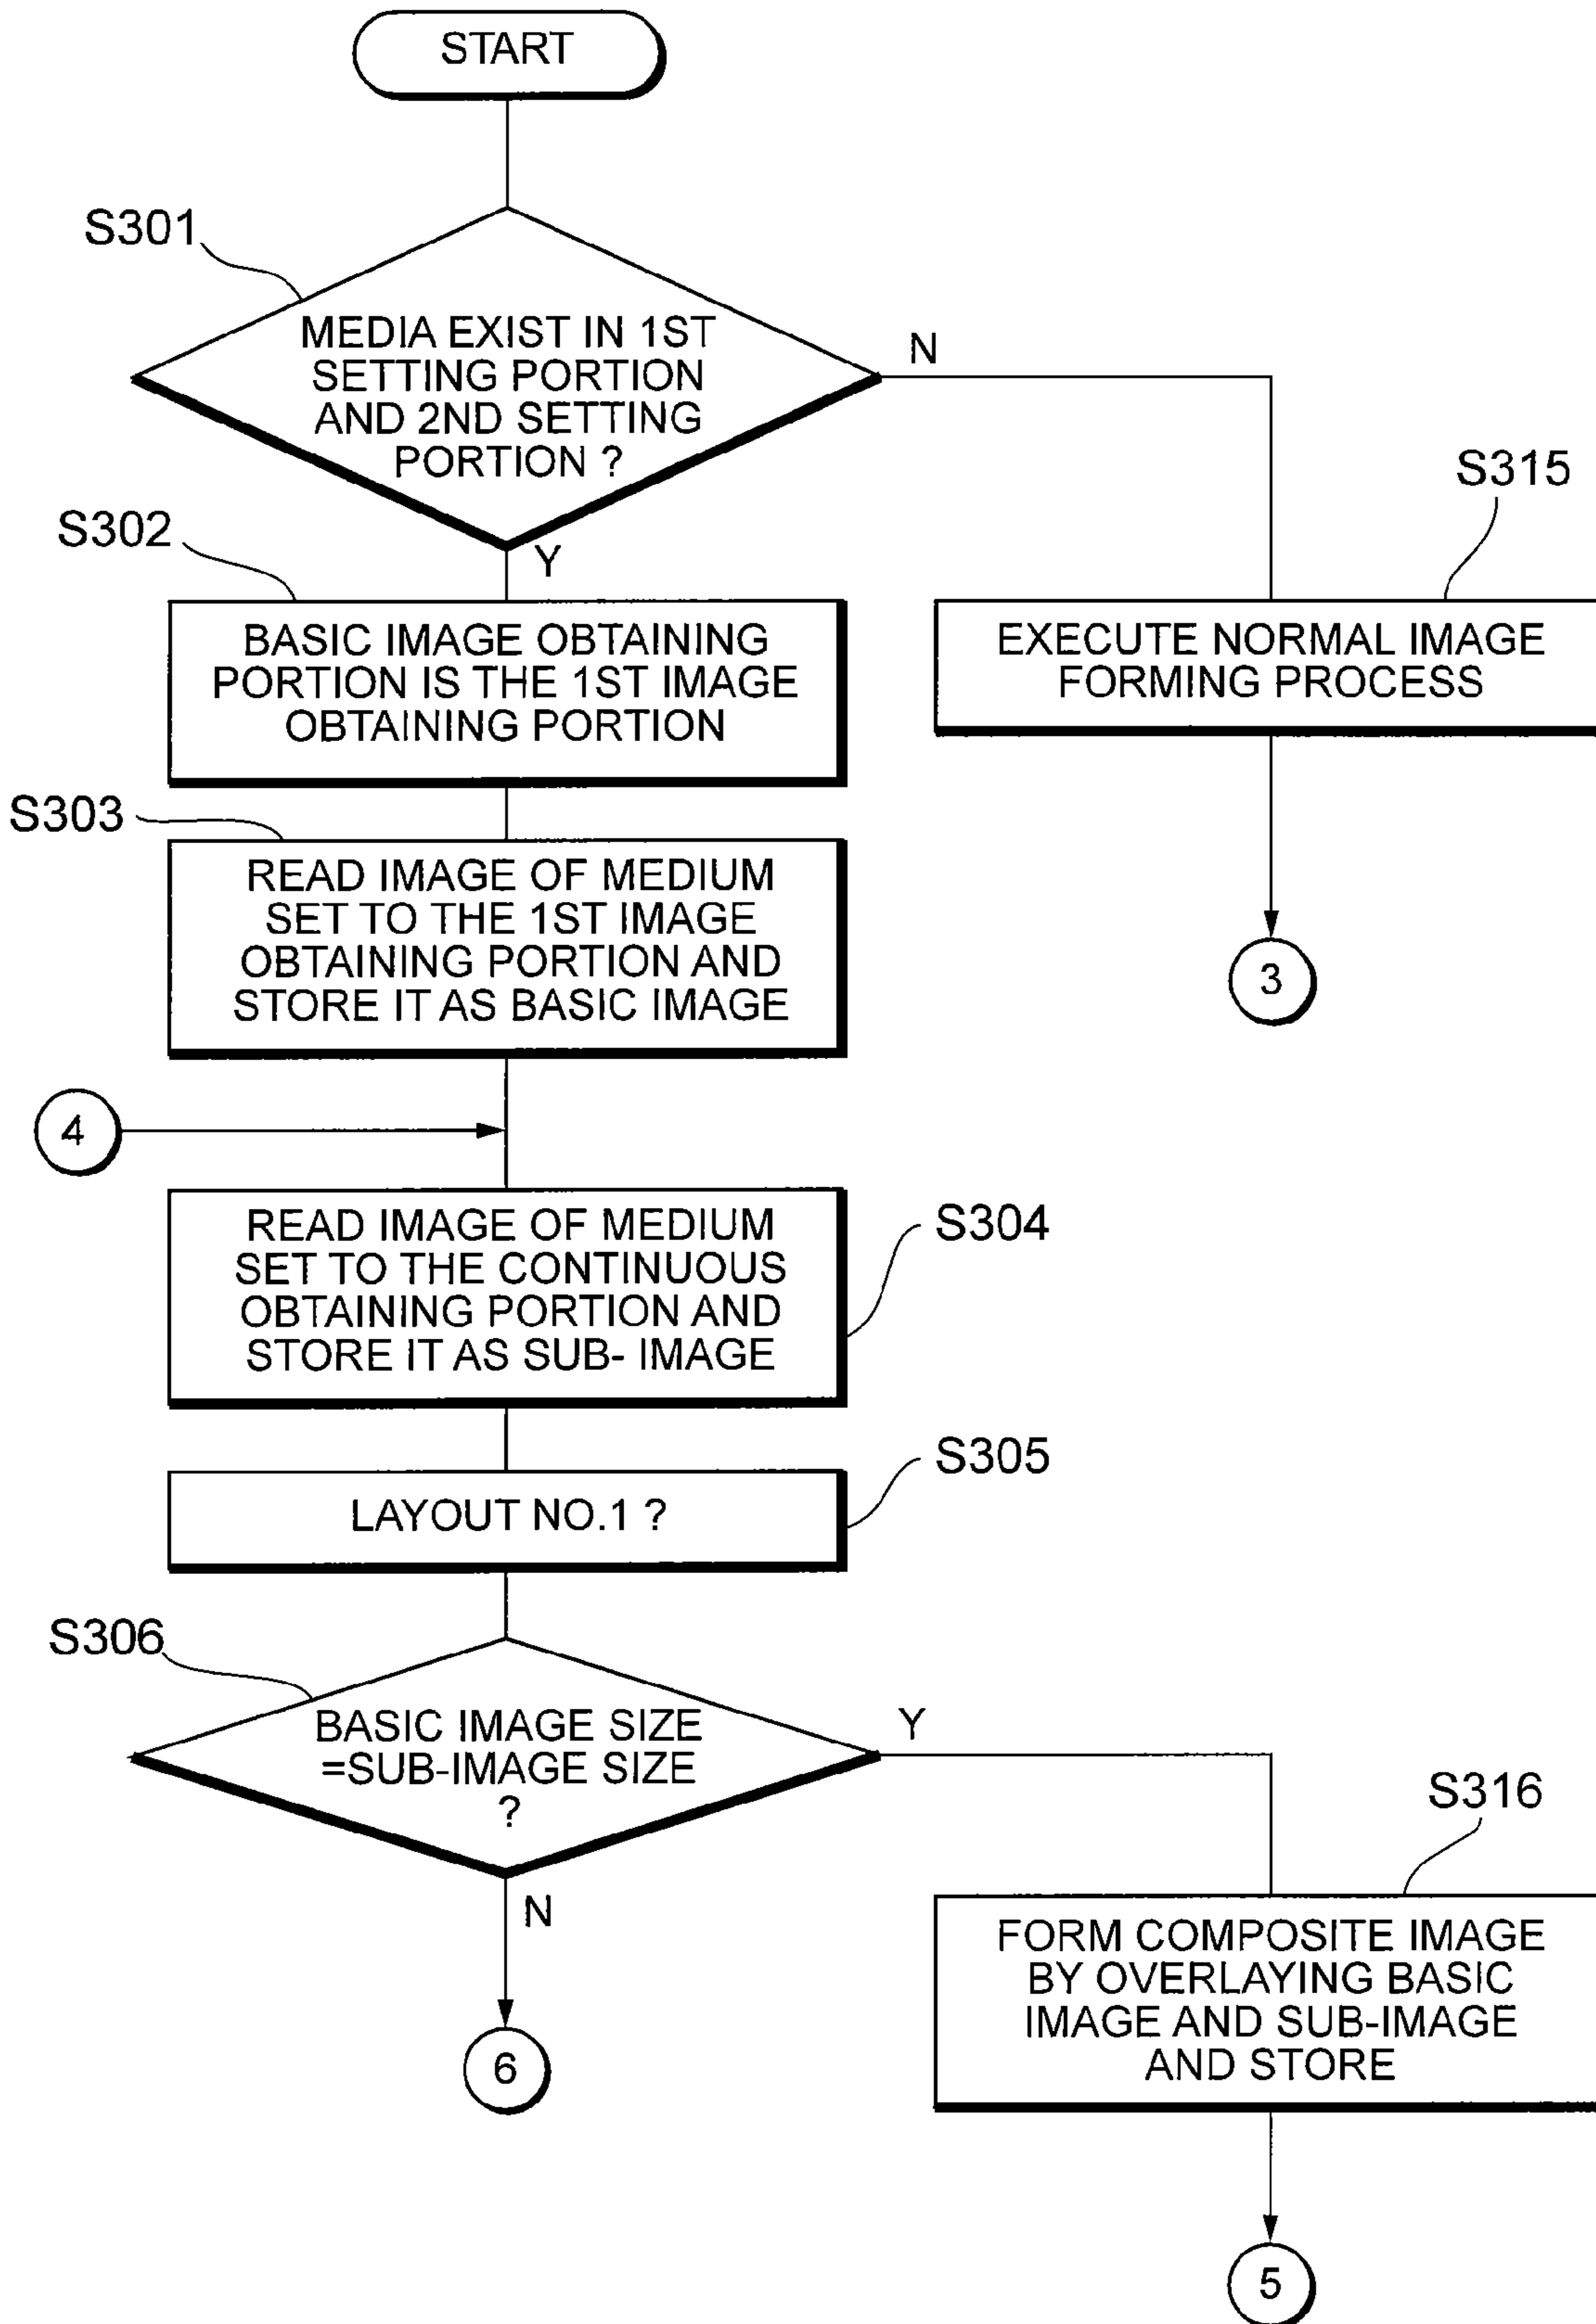 START
S301
MEDIA EXIST IN 1ST
SETTING PORTION
AND 2ND SETTING
PORTION ?
N
Y
S315
EXECUTE NORMAL IMAGE
FORMING PROCESS
3
S302
BASIC IMAGE OBTAINING
PORTION IS THE 1ST IMAGE
OBTAINING PORTION
S303
READ IMAGE OF MEDIUM
SET TO THE 1ST IMAGE
OBTAINING PORTION AND
STORE IT AS BASIC IMAGE
4
READ IMAGE OF MEDIUM
SET TO THE CONTINUOUS
OBTAINING PORTION AND
STORE IT AS SUB- IMAGE
S304
LAYOUT NO.1 ?
S305
S306
BASIC IMAGE SIZE
=SUB-IMAGE SIZE
?
Y
N
6
S316
FORM COMPOSITE IMAGE
BY OVERLAYING BASIC
IMAGE AND SUB-IMAGE
AND STORE
5